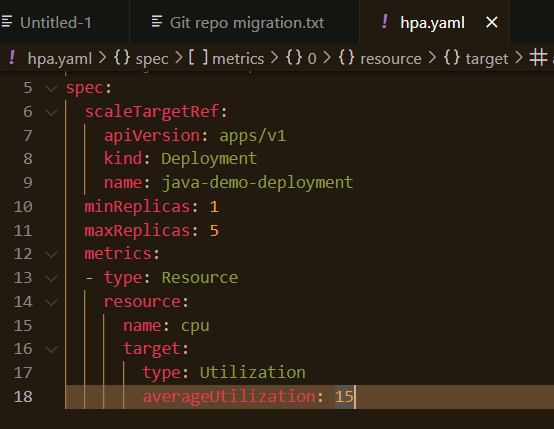 Untitled-1 Git repo migration.txt ! hpa.yaml ×
! hpa.yaml > {} spec > [ ] metrics > {} 0 > {} resource > {} target > #
5 spec:
6 scaleTargetRef:
7 apiVersion: apps/v1
8 kind: Deployment
9 name: java-demo-deployment
10 minReplicas: 1
11 maxReplicas: 5
12 metrics:
13 - type: Resource
14 resource:
15 name: cpu
16 target:
17 type: Utilization
18 averageUtilization: 15